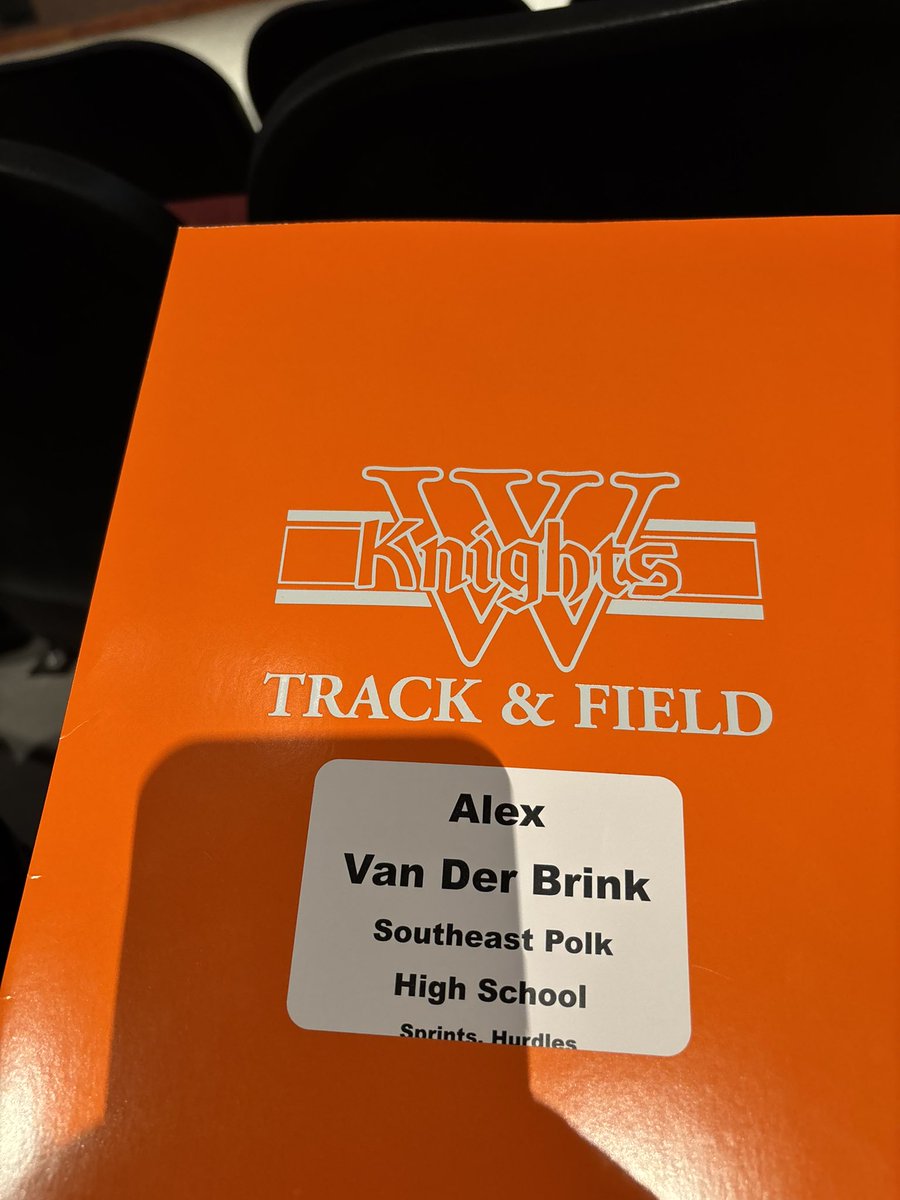 W
Knights
TRACK & FIELD
Alex
Van Der Brink
Southeast Polk
High School
Sprints, Hurdles